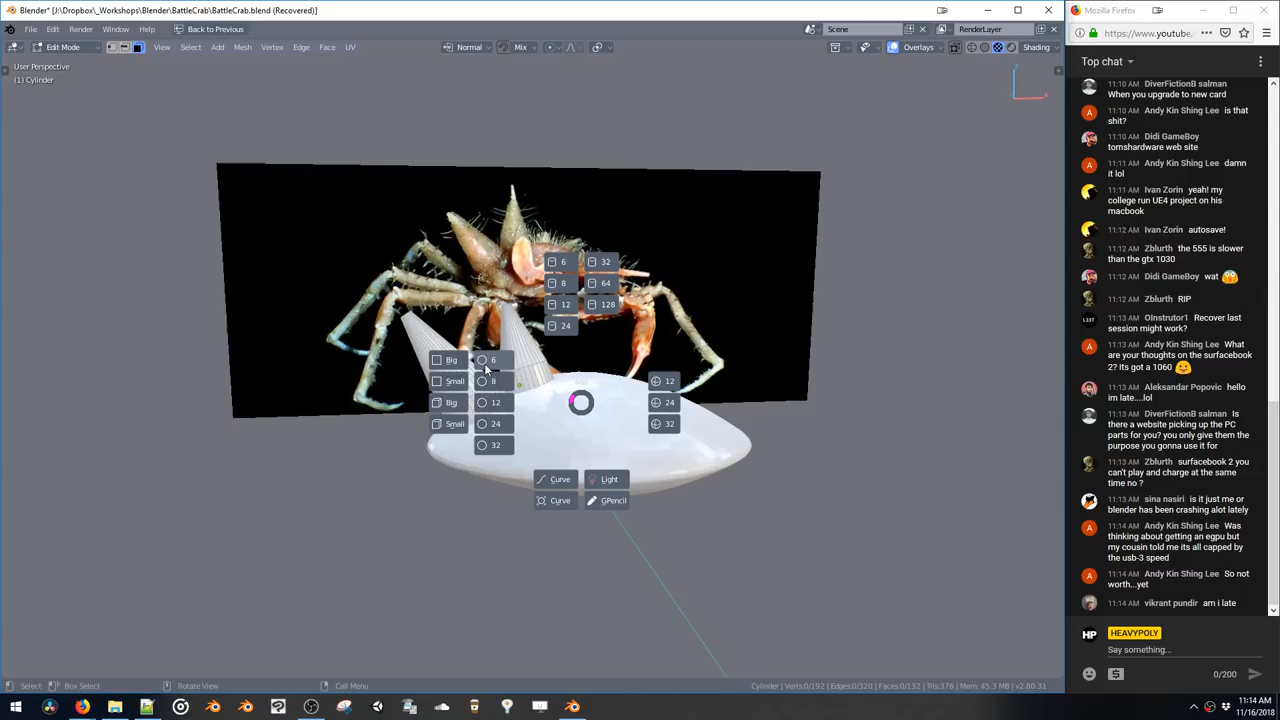 Blender* [J:\Dropbox\_Workshops\Blender\BattleCrab\BattleCrab.blend (Recovered)]
File Edit Render Window Help Back to Previous Scene RenderLayer
Edit Mode View Select Add Mesh Vertex Edge Face UV Normal Mix Overlays Shading
User Perspective
(1) Cylinder
Z
X
6 32
8 64
12 128
24
Big 6
Small 8
Big 12
Small 24
32
12
24
32
Curve Light
Curve GPencil
Select Box Select Rotate View Call Menu Cylinder | Verts:0/192 | Edges:0/320 | Faces:0/132 | Tris:376 | Mem: 45.3 MB | v2.80.31
Mozilla Firefox
https://www.youtube.
Top chat
11:10 AM DiverFictionB salman
When you upgrade to new card
11:10 AM Andy Kin Shing Lee is that
shit?
11:10 AM Didi GameBoy
tomshardware web site
11:11 AM Andy Kin Shing Lee damn
it lol
11:11 AM Ivan Zorin yeah! my
college run UE4 project on his
macbook
11:12 AM Ivan Zorin autosave!
11:12 AM Zblurth the 555 is slower
than the gtx 1030
11:12 AM Didi GameBoy wat
11:12 AM Zblurth RIP
11:13 AM OInstrutor1 Recover last
session might work?
11:13 AM Andy Kin Shing Lee
What are your thoughts on the surfacebook
2? Its got a 1060
11:13 AM Aleksandar Popovic hello
im late....lol
11:13 AM DiverFictionB salman Is
there a website picking up the PC
parts for you? you only give them the
purpose you gonna use it for
11:13 AM Zblurth surfacebook 2 you
can't play and charge at the same
time no ?
11:13 AM sina nasiri is it just me or
blender has been crashing alot lately
11:14 AM Andy Kin Shing Lee Was
thinking about getting an egpu but
my cousin told me its all capped by
the usb-3 speed
11:14 AM Andy Kin Shing Lee So not
worth...yet
11:14 AM vikrant pundir am i late
HP HEAVYPOLY
Say something...
0/200
11:14 AM
11/16/2018